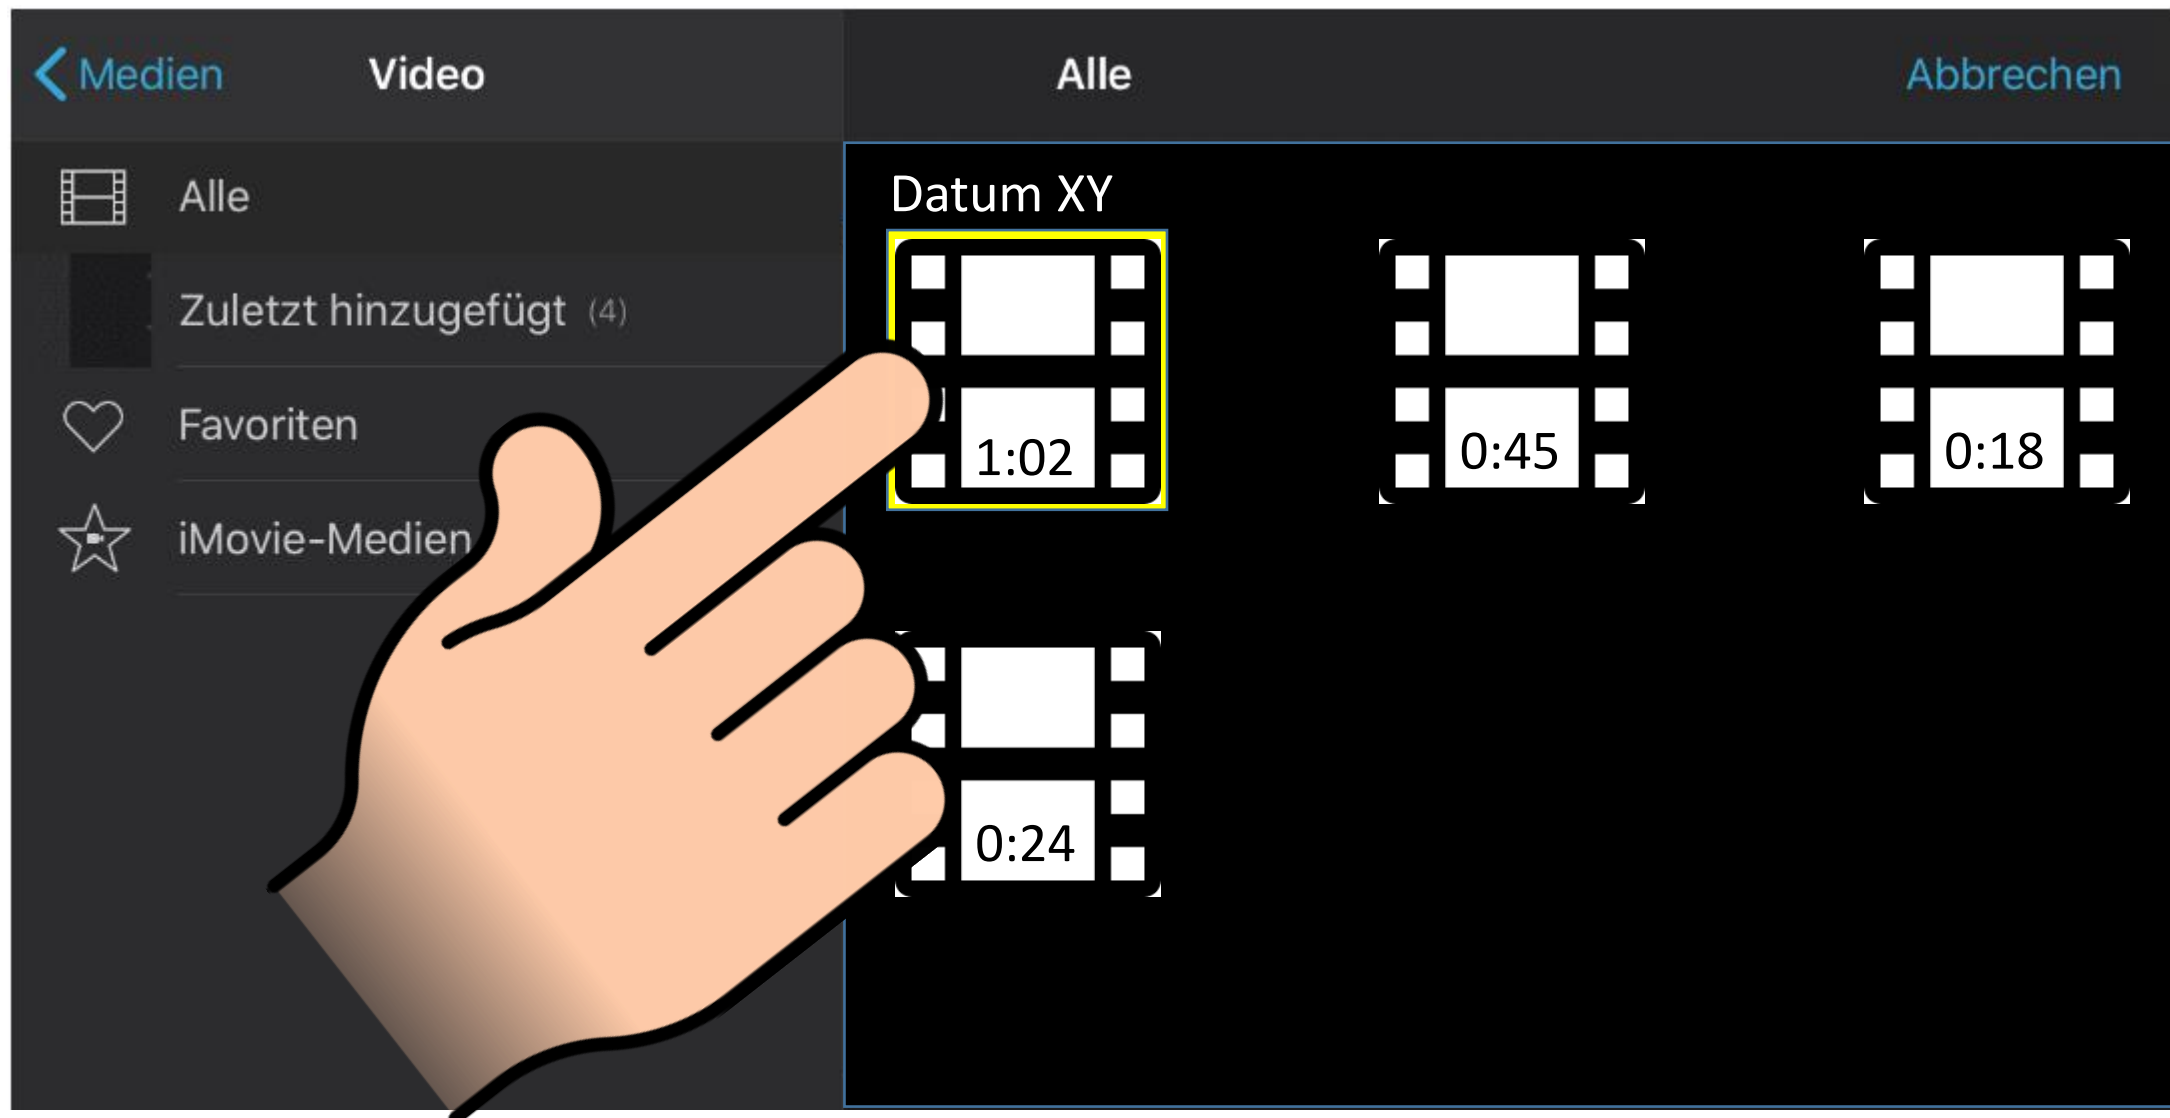 Medien
Video
Alle
Abbrechen
Alle
Zuletzt hinzugefügt (4)
Favoriten
iMovie-Medien
Datum XY
1:02
0:45
0:18
0:24